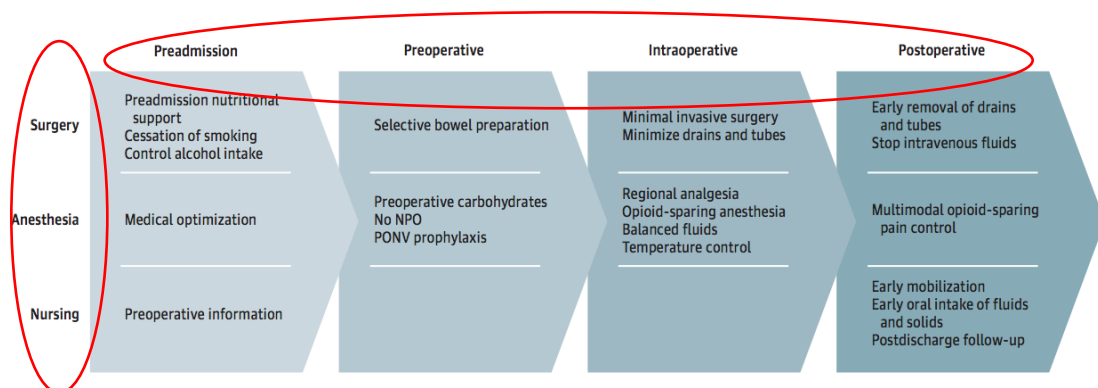 Preadmission
Preoperative
Intraoperative
Postoperative
Surgery
Preadmission nutritional
support
Cessation of smoking
Control alcohol intake
Selective bowel preparation
Minimal invasive surgery
Minimize drains and tubes
Early removal of drains
and tubes
Stop intravenous fluids
Anesthesia
Medical optimization
Preoperative carbohydrates
No NPO
PONV prophylaxis
Regional analgesia
Opioid-sparing anesthesia
Balanced fluids
Temperature control
Multimodal opioid-sparing
pain control
Nursing
Preoperative information
Early mobilization
Early oral intake of fluids
and solids
Postdischarge follow-up